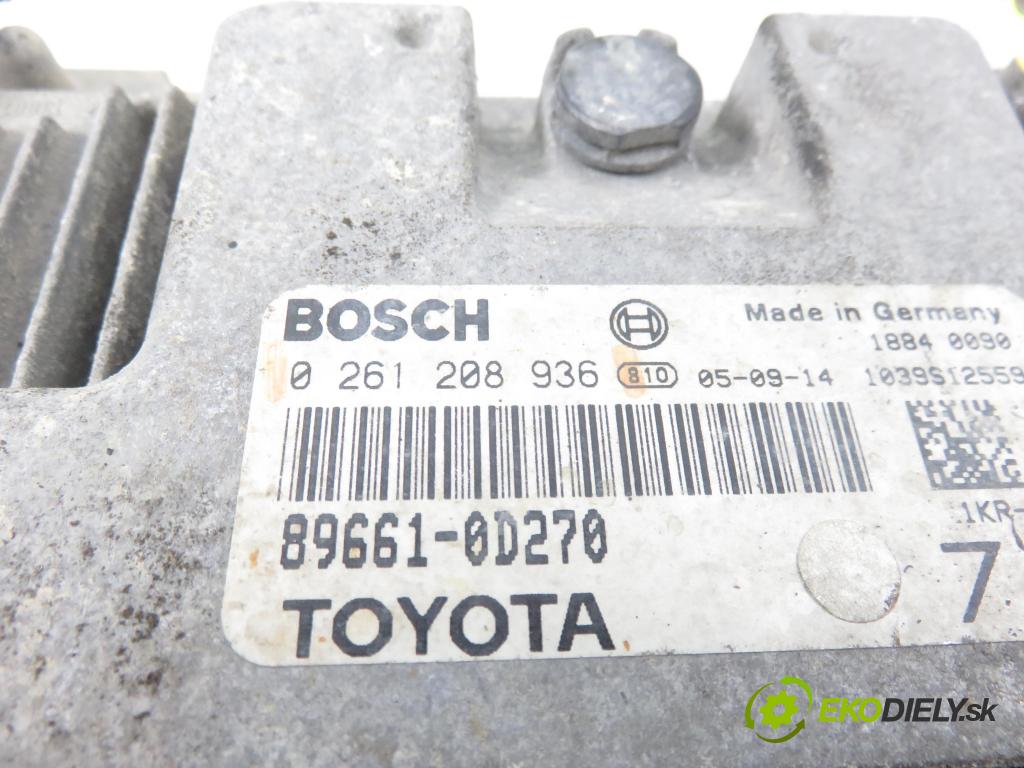 BOSCH Made in Germany
1884 0090
0 261 208 936 810 05-09-14 1039S12559
89661-0D270
1KR-
7
TOYOTA
EKODIELY.sk